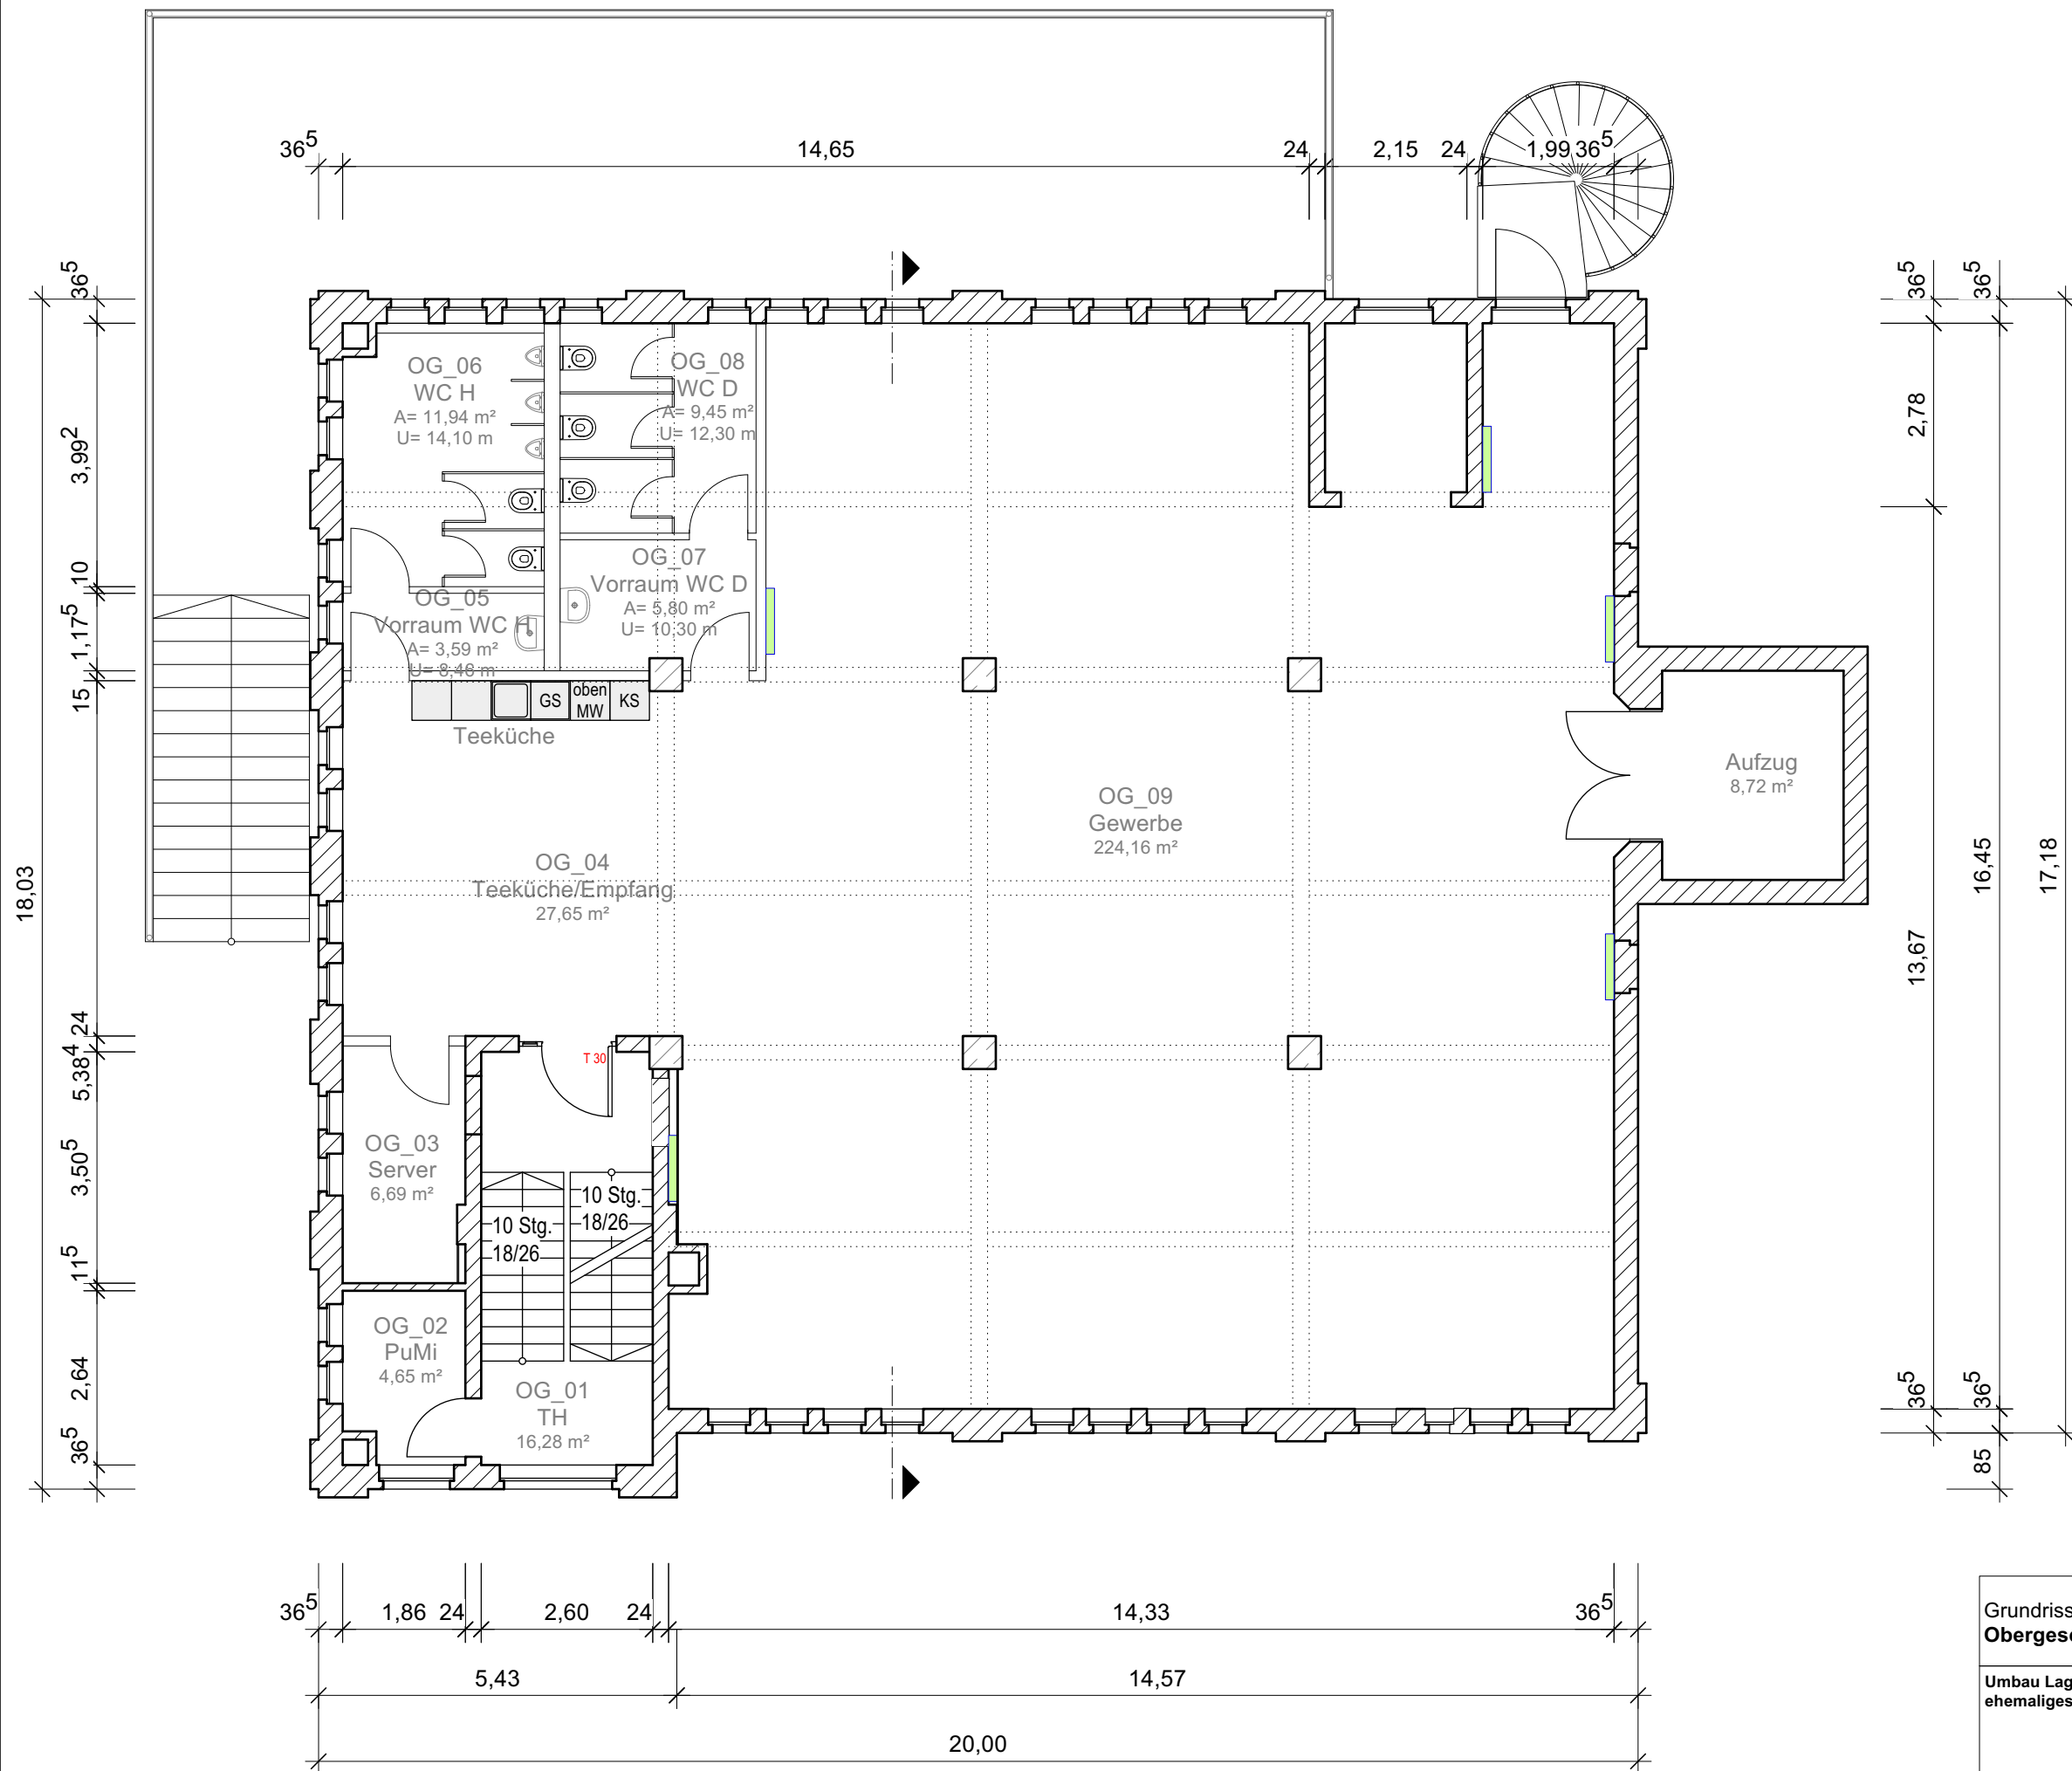 36⁵ 14,65 24 2,15 24 1,99 36⁵
36⁵
3,99²
10
1,17⁵
15
24
5,38⁴
3,50⁵
11⁵
2,64
36⁵
18,03
OG_06
WC H
A= 11,94 m²
U= 14,10 m
OG_08
WC D
A= 9,45 m²
U= 12,30 m
OG_07
Vorraum WC D
A= 5,80 m²
U= 10,30 m
OG_05
Vorraum WC H
A= 3,59 m²
U= 8,46 m
GS
oben
MW
KS
Teeküche
OG_04
Teeküche/Empfang
27,65 m²
OG_09
Gewerbe
224,16 m²
Aufzug
8,72 m²
T 30
OG_03
Server
6,69 m²
10 Stg.
18/26
10 Stg.
18/26
OG_02
PuMi
4,65 m²
OG_01
TH
16,28 m²
36⁵
2,78
13,67
36⁵
36⁵
16,45
36⁵
85
17,18
36⁵ 1,86 24 2,60 24 14,33 36⁵
5,43 14,57
20,00
Grundriss
Obergesc
Umbau Lag
ehemaliges